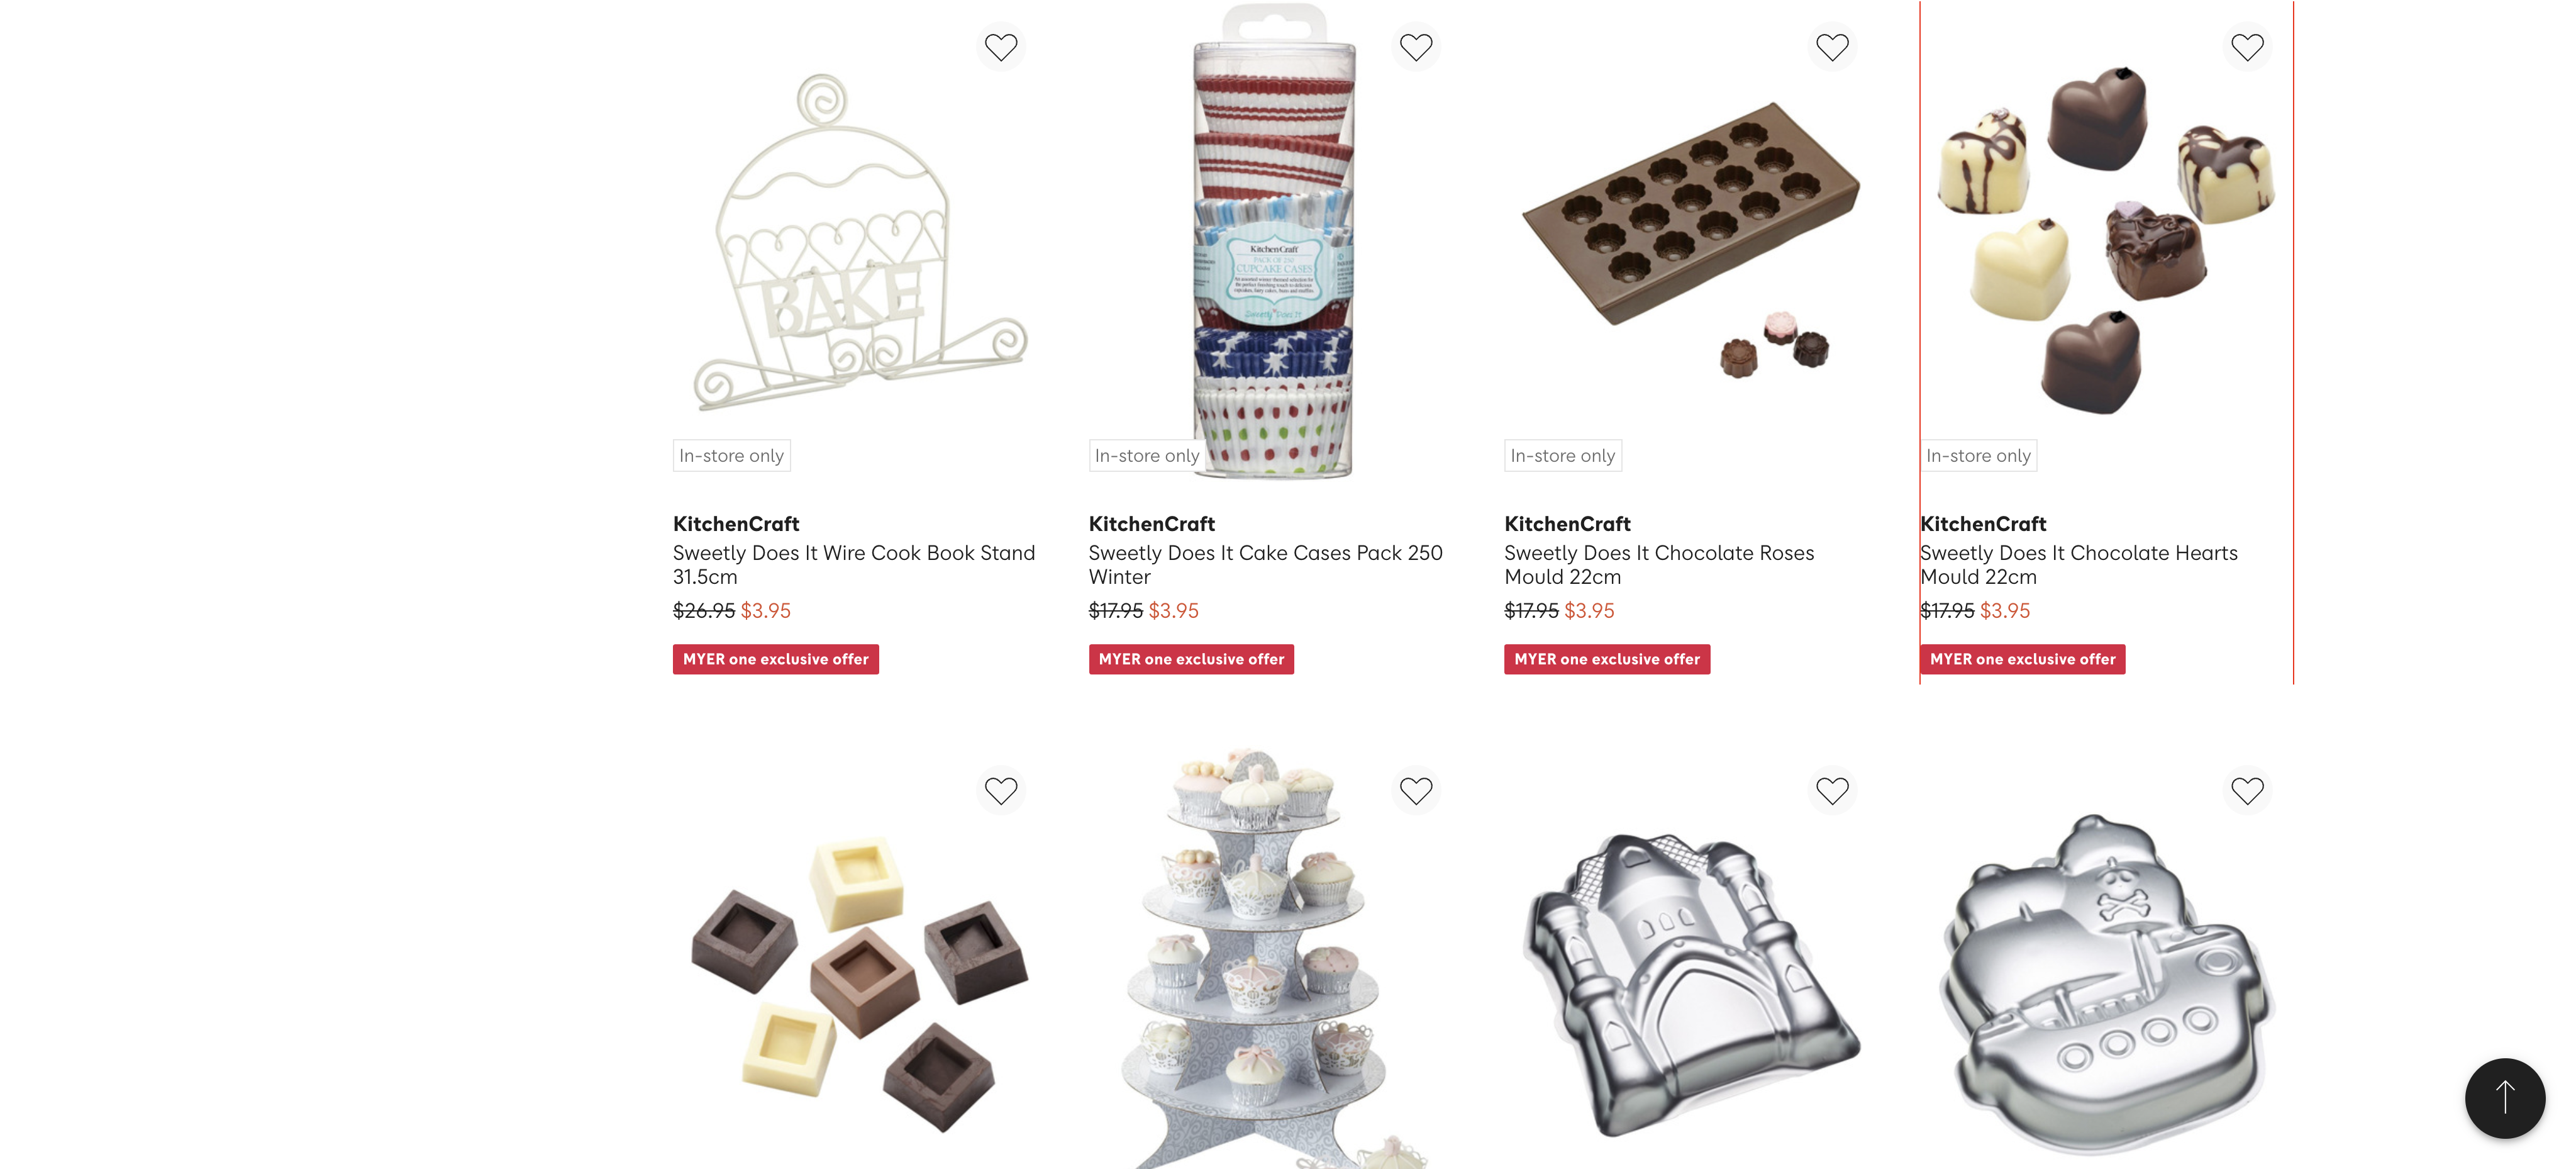 BAKE
KitchenCraft
PACK OF 250
CUPCAKE CASES
Sweetly Does It
In-store only
In-store only
In-store only
In-store only
KitchenCraft
Sweetly Does It Wire Cook Book Stand
31.5cm
$26.95 $3.95
MYER one exclusive offer
KitchenCraft
Sweetly Does It Cake Cases Pack 250
Winter
$17.95 $3.95
MYER one exclusive offer
KitchenCraft
Sweetly Does It Chocolate Roses
Mould 22cm
$17.95 $3.95
MYER one exclusive offer
KitchenCraft
Sweetly Does It Chocolate Hearts
Mould 22cm
$17.95 $3.95
MYER one exclusive offer